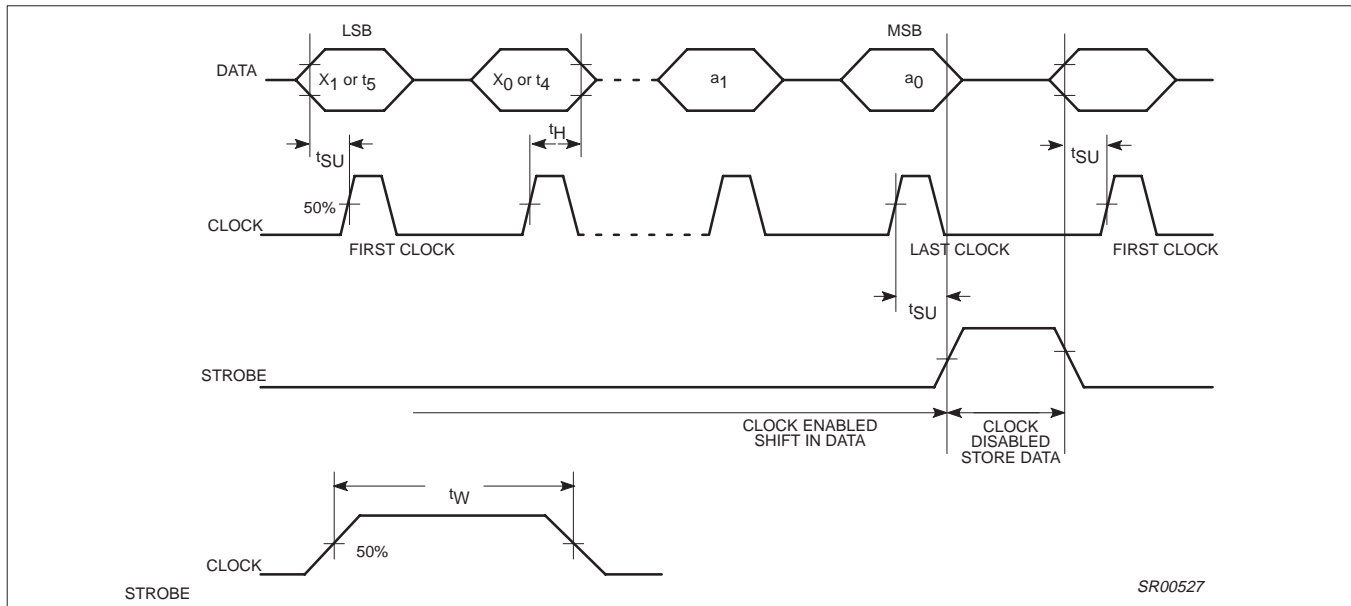 LSB
MSB
DATA
X1 or t5
X0 or t4
a1
a0
tSU
tH
tSU
50%
CLOCK
FIRST CLOCK
LAST CLOCK
FIRST CLOCK
tSU
STROBE
CLOCK ENABLED
SHIFT IN DATA
CLOCK
DISABLED
STORE DATA
tW
50%
CLOCK
STROBE
SR00527